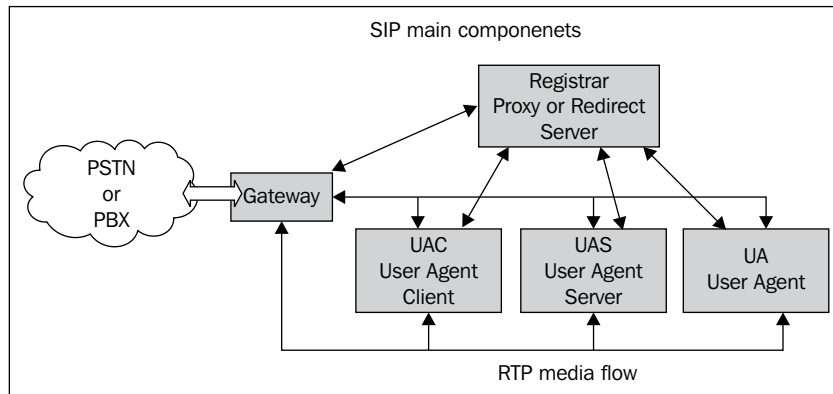 SIP main componenets
Registrar
Proxy or Redirect
Server
PSTN
or
PBX
Gateway
UAC
User Agent
Client
UAS
User Agent
Server
UA
User Agent
RTP media flow